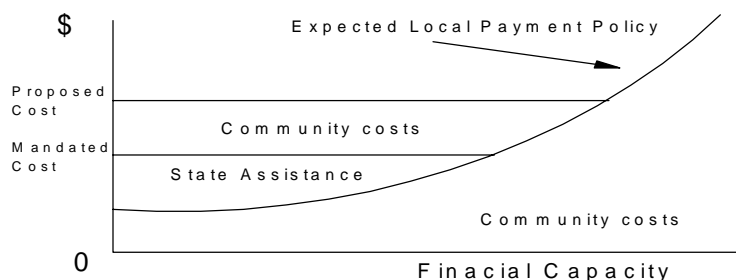 $
Expected Local Payment Policy
Proposed
Cost
Community costs
Mandated
Cost
State Assistance
Community costs
0
Finacial Capacity